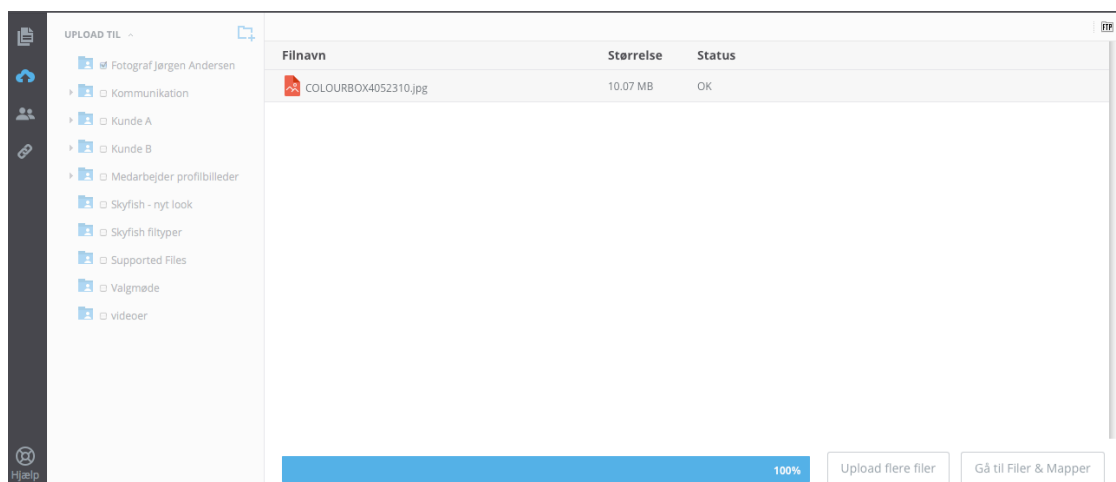 UPLOAD TIL
Fotograf Jørgen Andersen
Kommunikation
Kunde A
Kunde B
Medarbejder profilbilleder
Skyfish - nyt look
Skyfish filtyper
Supported Files
Valgmøde
videoer
Hjælp
FTP
Filnavn Størrelse Status
COLOURBOX4052310.jpg 10.07 MB OK
100% Upload flere filer Gå til Filer & Mapper